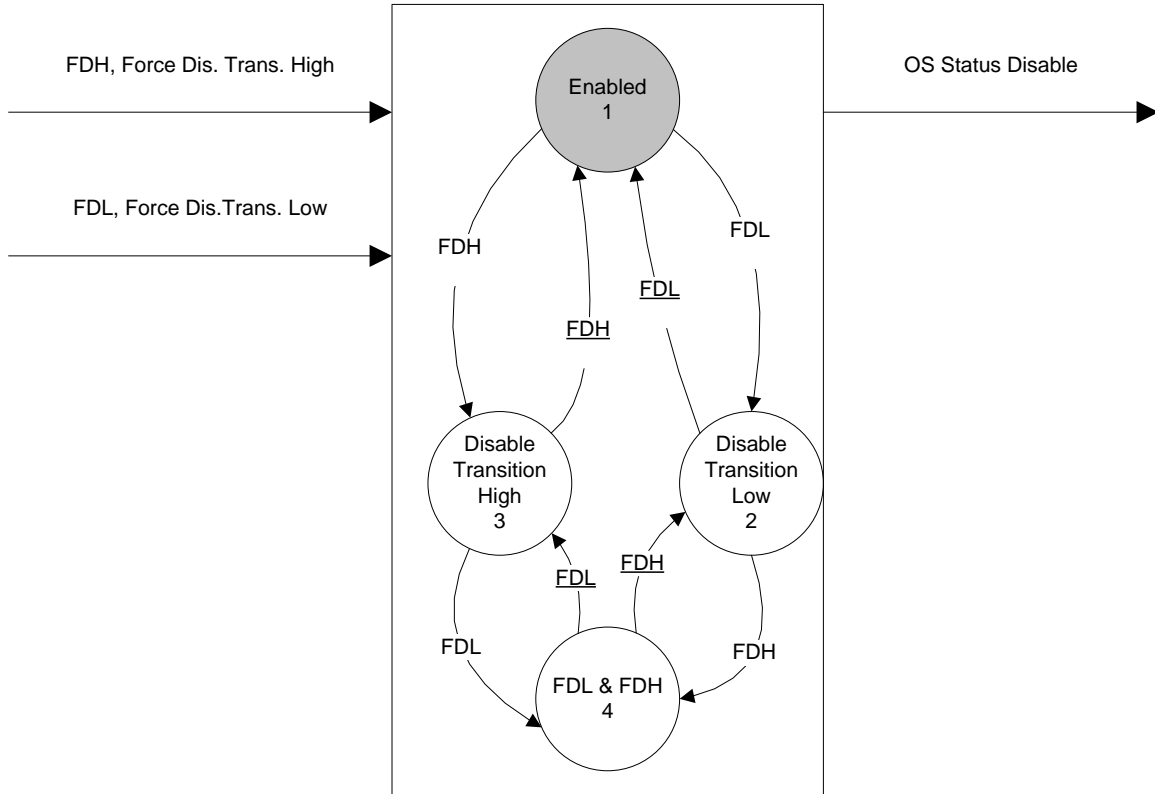 FDH, Force Dis. Trans. High
OS Status Disable
Enabled
1
FDL, Force Dis.Trans. Low
FDH
FDL
FDL
FDH
Disable
Transition
High
3
Disable
Transition
Low
2
FDL
FDH
FDL
FDH
FDL & FDH
4